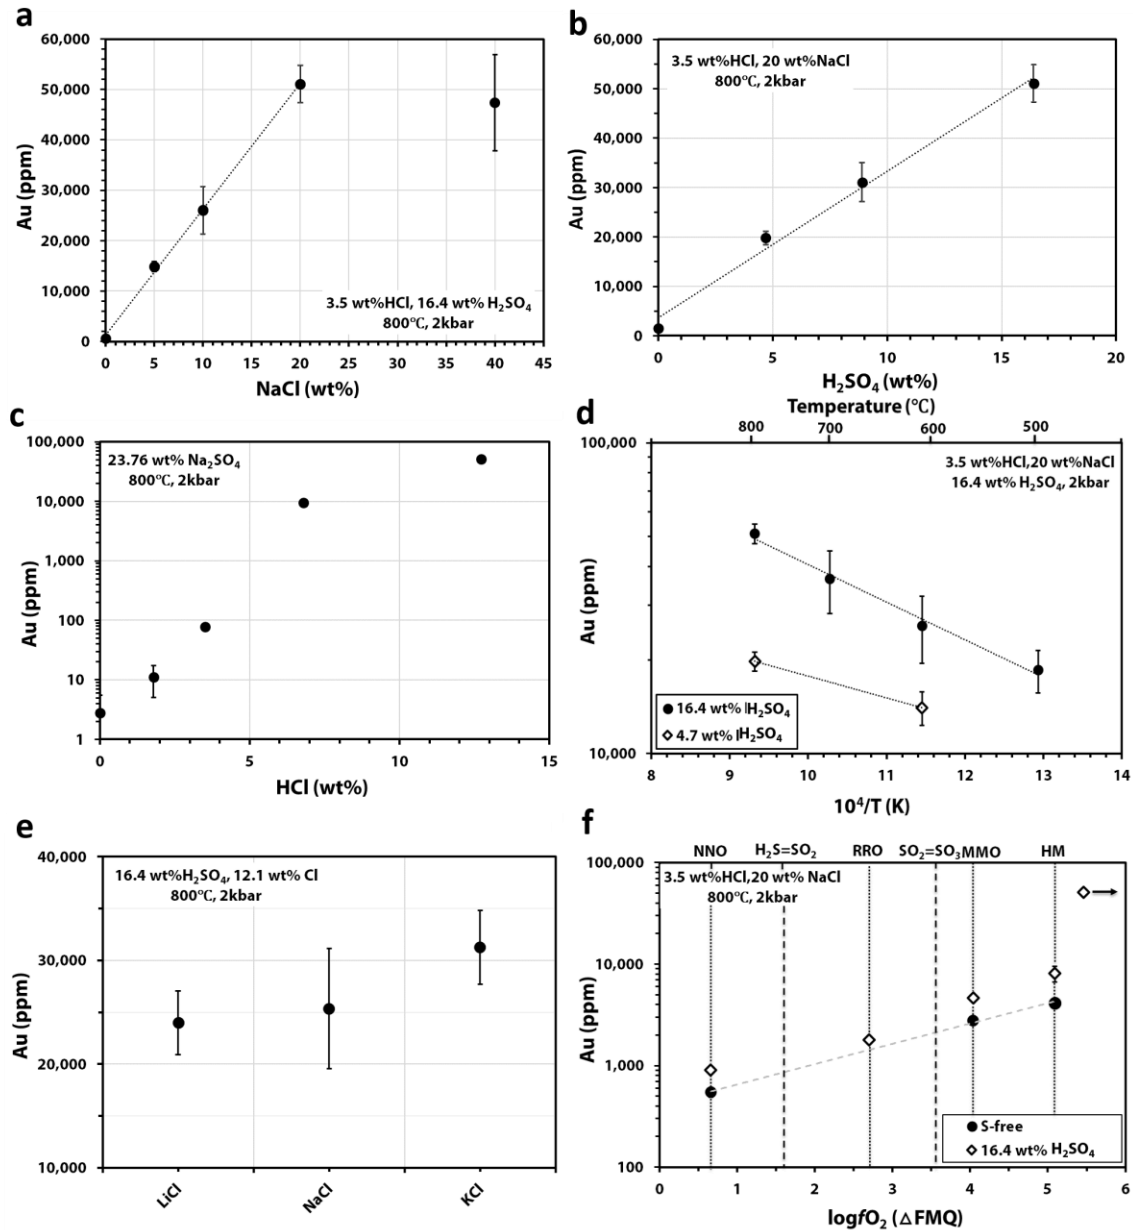 a
60,000
50,000
40,000
30,000
20,000
10,000
0
Au (ppm)
0 5 10 15 20 25 30 35 40 45
NaCl (wt%)
3.5 wt%HCl, 16.4 wt% H₂SO₄
800℃, 2kbar
b
60,000
50,000
40,000
30,000
20,000
10,000
0
Au (ppm)
3.5 wt%HCl, 20 wt%NaCl
800℃, 2kbar
0 5 10 15 20
H₂SO₄ (wt%)
c
100,000
10,000
1,000
100
10
1
Au (ppm)
23.76 wt% Na₂SO₄
800℃, 2kbar
0 5 10 15
HCl (wt%)
d
Temperature (℃)
800 700 600 500
100,000
10,000
Au (ppm)
3.5 wt%HCl,20 wt%NaCl
16.4 wt% H₂SO₄, 2kbar
16.4 wt% H₂SO₄
4.7 wt% H₂SO₄
8 9 10 11 12 13 14
10⁴/T (K)
e
40,000
30,000
20,000
10,000
Au (ppm)
16.4 wt%H₂SO₄, 12.1 wt% Cl
800℃, 2kbar
LiCl NaCl KCl
f
NNO H₂S=SO₂ RRO SO₂=SO₃ MMO HM
100,000
10,000
1,000
100
Au (ppm)
3.5 wt%HCl,20 wt% NaCl
800℃, 2kbar
S-free
16.4 wt% H₂SO₄
0 1 2 3 4 5 6
logfO₂ (△FMQ)